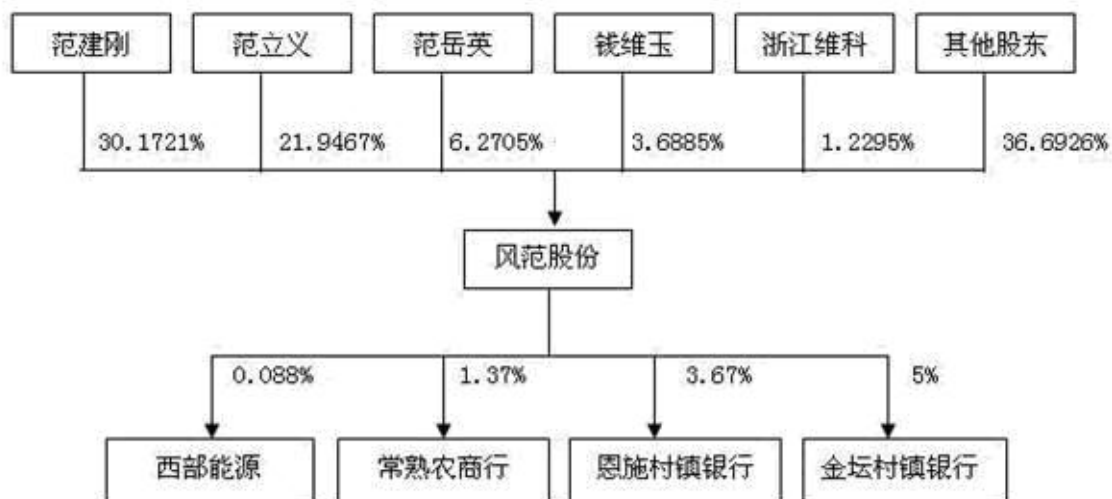 范建刚 范立义 范岳英 钱维玉 浙江维科 其他股东
30.1721% 21.9467% 6.2705% 3.6885% 1.2295% 36.6926%
风范股份
0.088% 1.37% 3.67% 5%
西部能源 常熟农商行 恩施村镇银行 金坛村镇银行